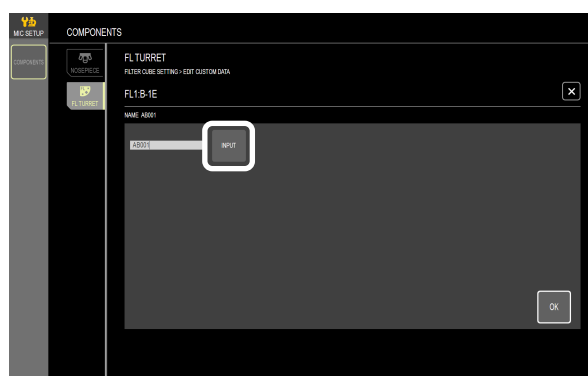 MIC SETUP
COMPONENTS
COMPONENTS
NOSEPIECE
FL TURRET
FL TURRET
FILTER CUBE SETTING > EDIT CUSTOM DATA
FL1:B-1E
NAME AB001
AB001
INPUT
OK